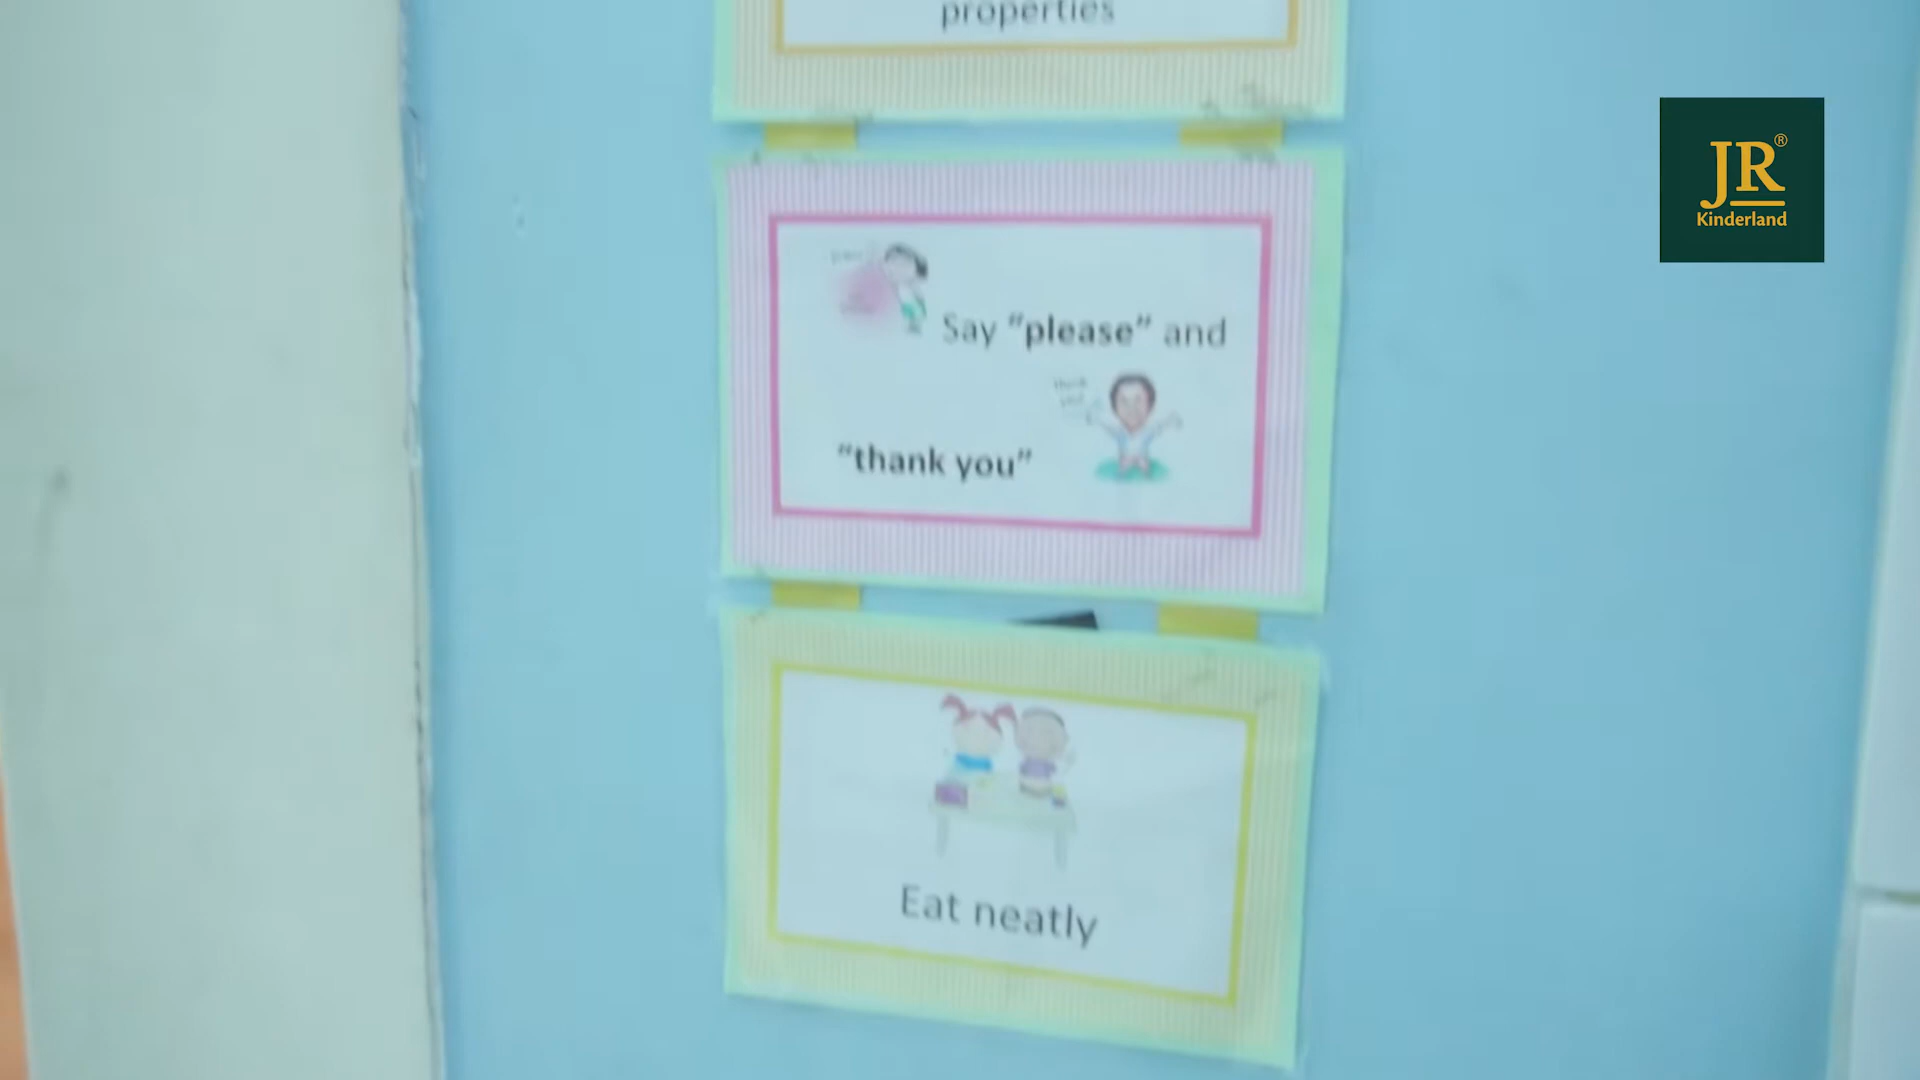 properties
Say “please” and
“thank you”
Eat neatly
JR®
Kinderland